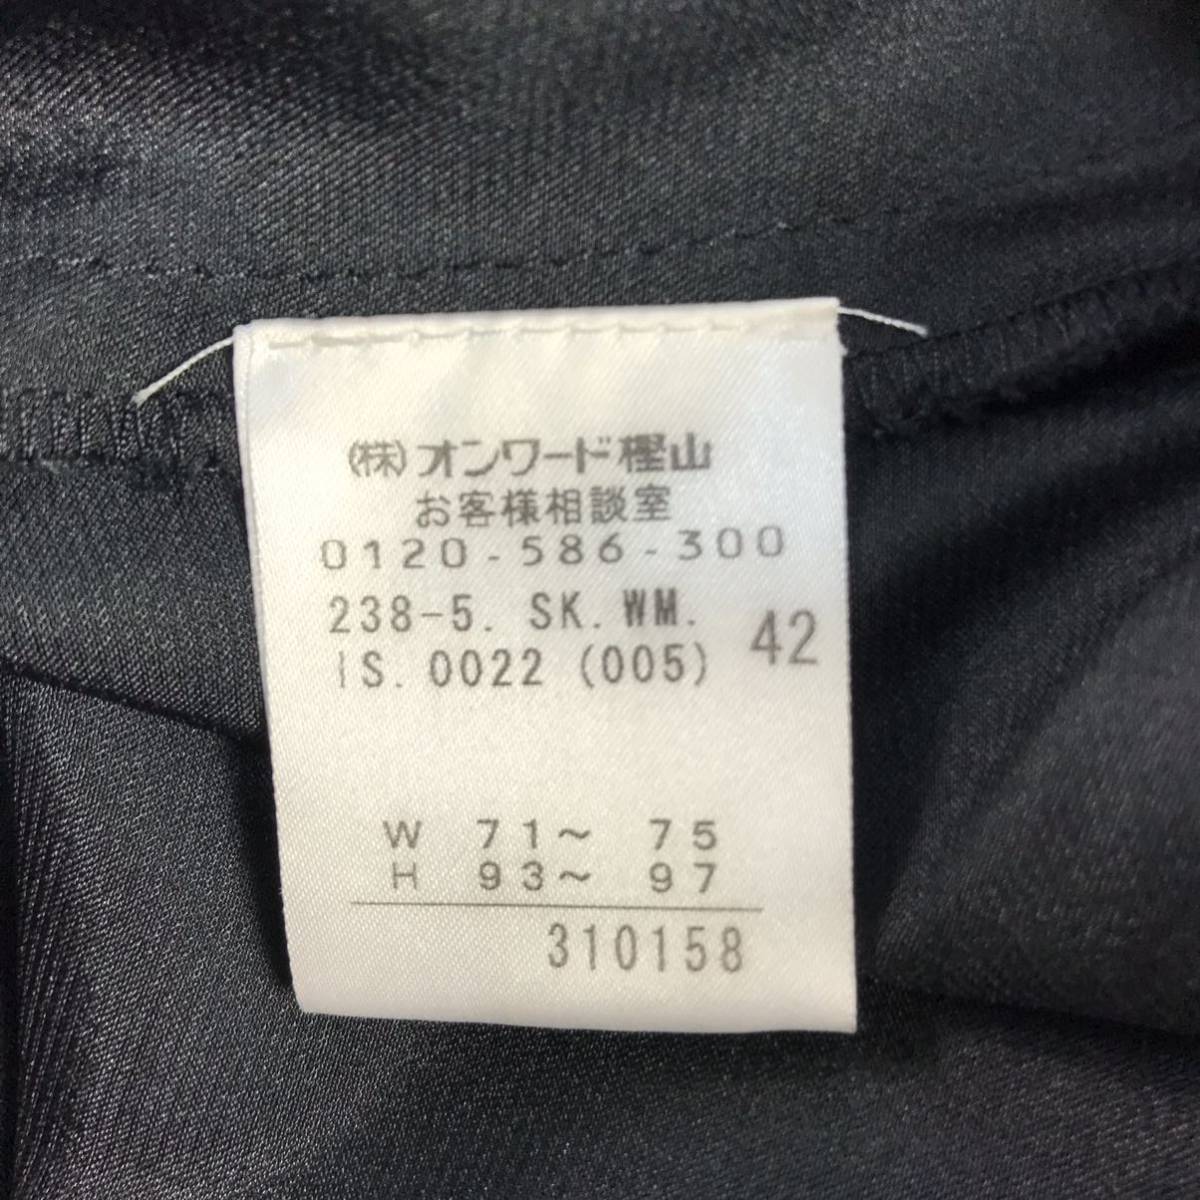 (株)オンワード樫山
お客様相談室
0120-586-300
238-5. SK. WM.
IS. 0022 (005) 42
W 71～ 75
H 93～ 97
310158